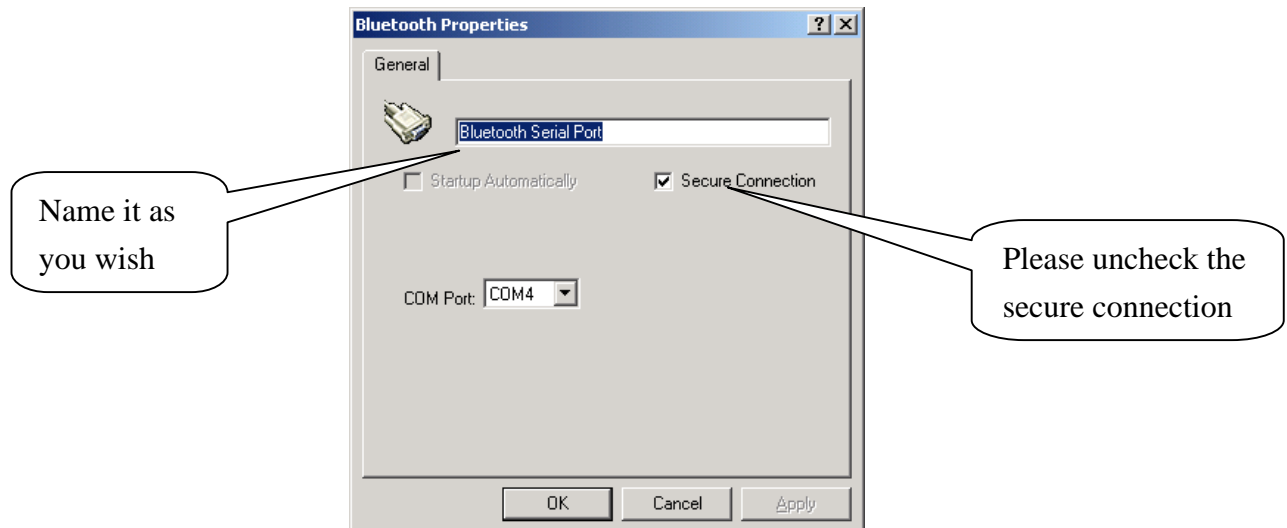 Bluetooth Properties
General
Bluetooth Serial Port
Startup Automatically
Secure Connection
Name it as
you wish
Please uncheck the
secure connection
COM Port: COM4
OK
Cancel
Apply